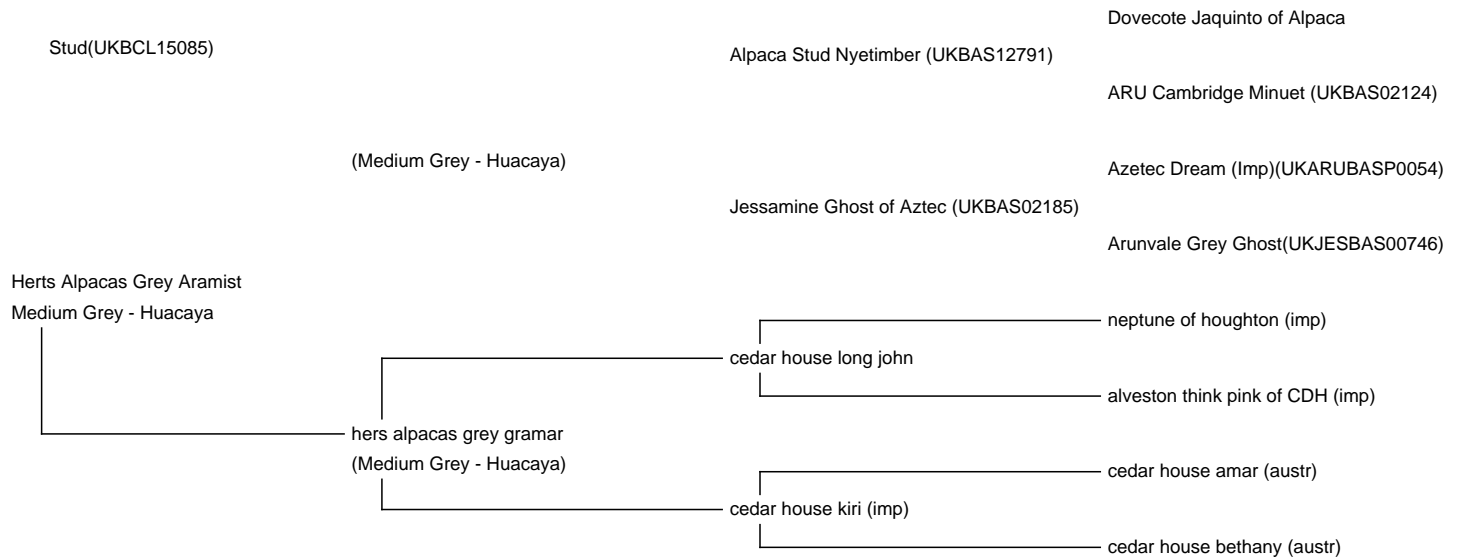 Dovecote Jaquinto of Alpaca
Stud(UKBCL15085)
Alpaca Stud Nyetimber (UKBAS12791)
ARU Cambridge Minuet (UKBAS02124)
(Medium Grey - Huacaya)
Azetec Dream (Imp)(UKARUBASP0054)
Jessamine Ghost of Aztec (UKBAS02185)
Arunvale Grey Ghost(UKJESBAS00746)
Herts Alpacas Grey Aramist
Medium Grey - Huacaya
neptune of houghton (imp)
cedar house long john
alveston think pink of CDH (imp)
hers alpacas grey gramar
(Medium Grey - Huacaya)
cedar house amar (austr)
cedar house kiri (imp)
cedar house bethany (austr)